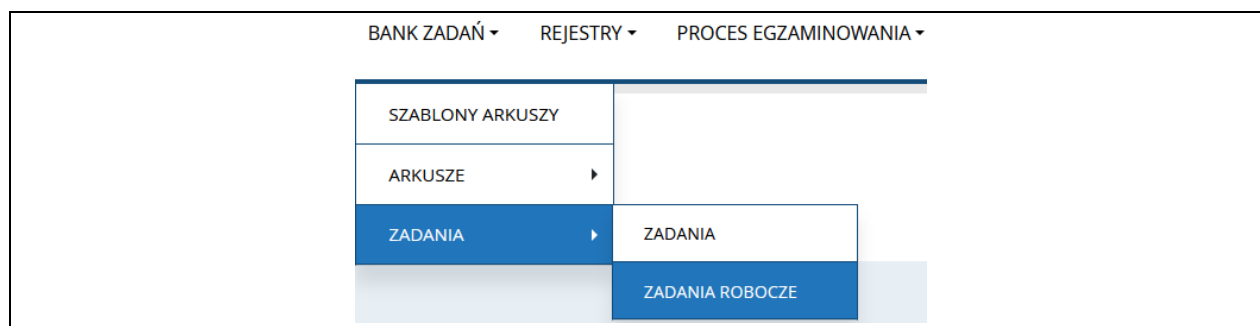 BANK ZADAŃ REJESTRY PROCES EGZAMINOWANIA
SZABLONY ARKUSZY
ARKUSZE
ZADANIA ZADANIA
ZADANIA ROBOCZE